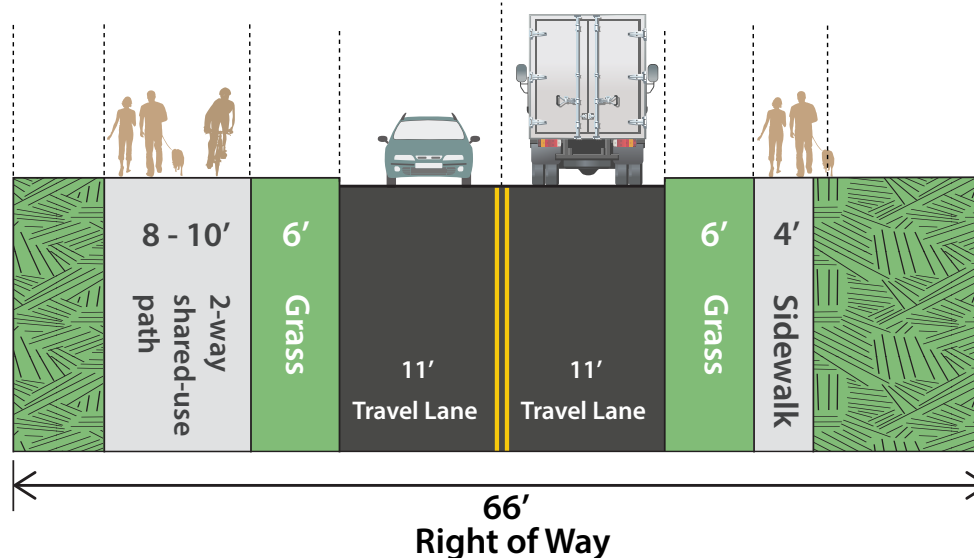 8 - 10’
2-way
shared-use
path
6’
Grass
11’
Travel Lane
11’
Travel Lane
6’
Grass
4’
Sidewalk
66’
Right of Way